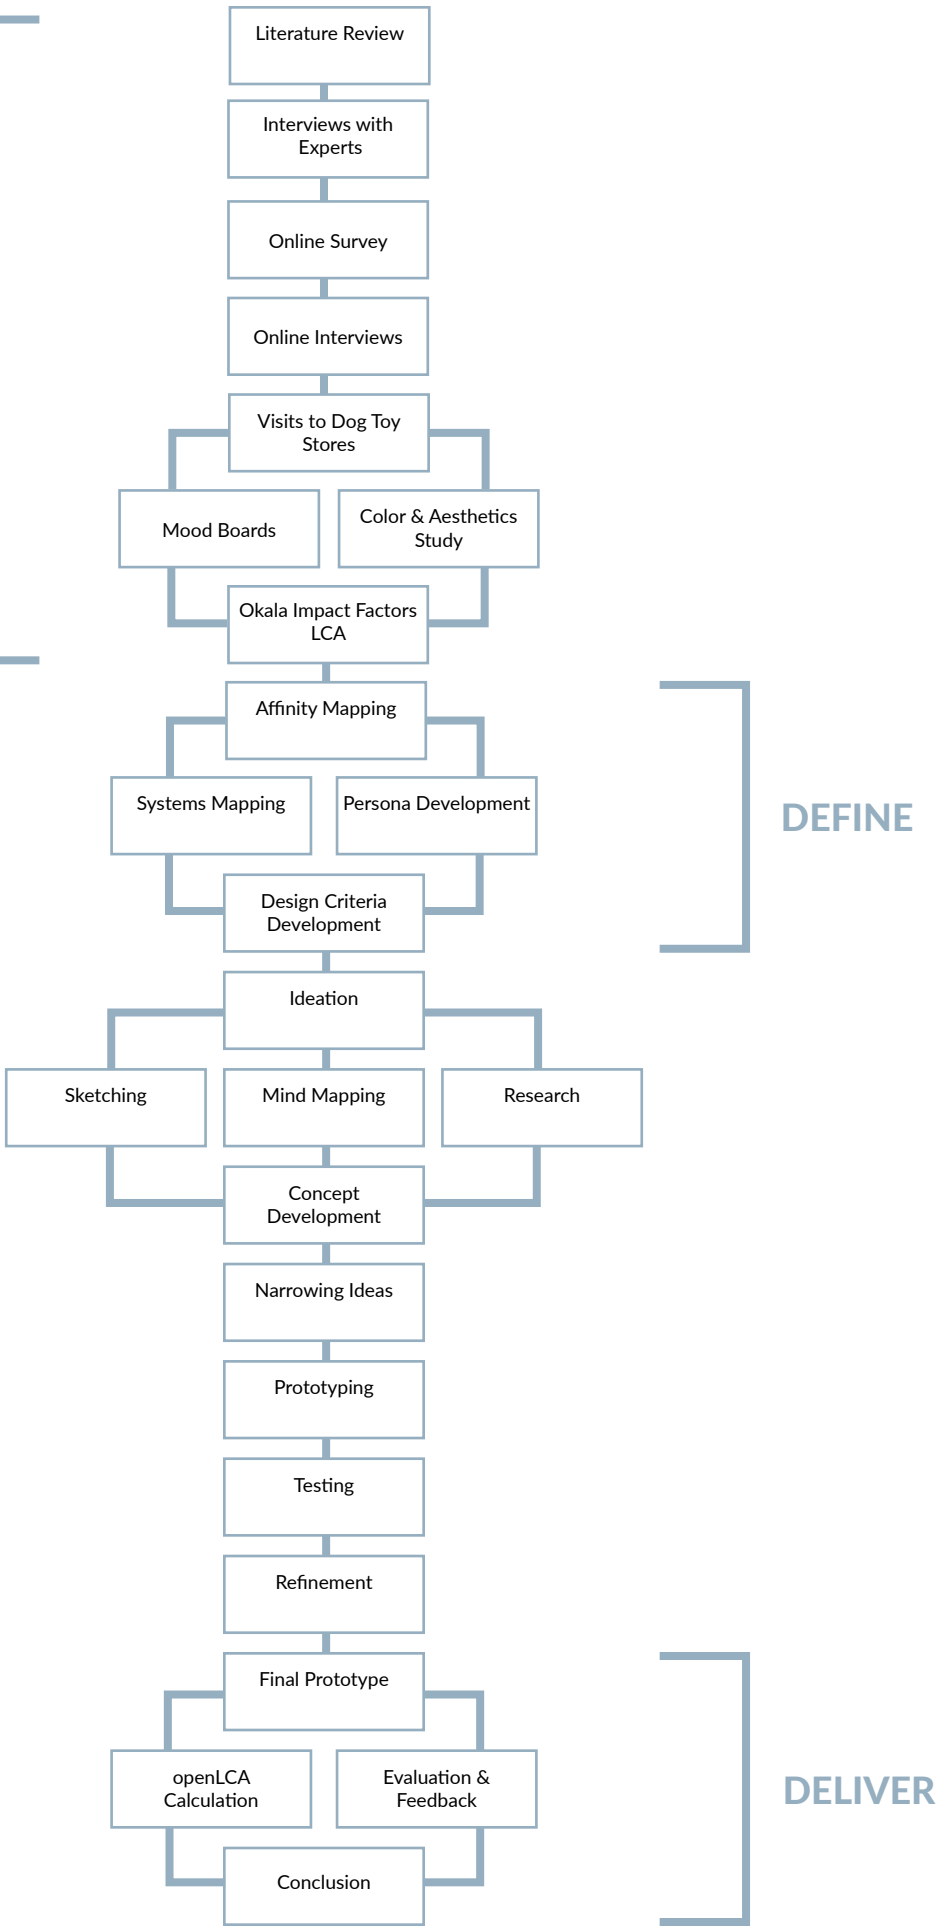 Literature Review
Interviews with
Experts
Online Survey
Online Interviews
Visits to Dog Toy
Stores
Mood Boards
Color & Aesthetics
Study
Okala Impact Factors
LCA
Affinity Mapping
Systems Mapping
Persona Development
DEFINE
Design Criteria
Development
Ideation
Sketching
Mind Mapping
Research
Concept
Development
Narrowing Ideas
Prototyping
Testing
Refinement
Final Prototype
openLCA
Calculation
Evaluation &
Feedback
DELIVER
Conclusion